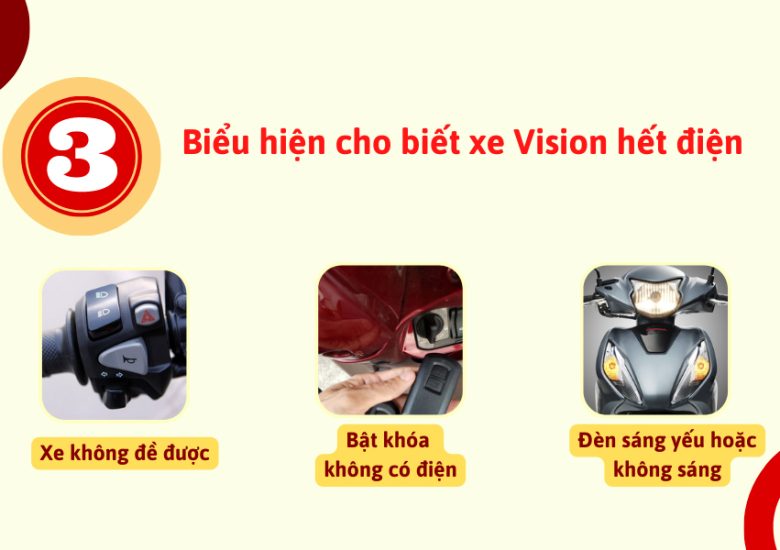 3
Biểu hiện cho biết xe Vision hết điện
Xe không đề được
Bật khóa
không có điện
Đèn sáng yếu hoặc
không sáng